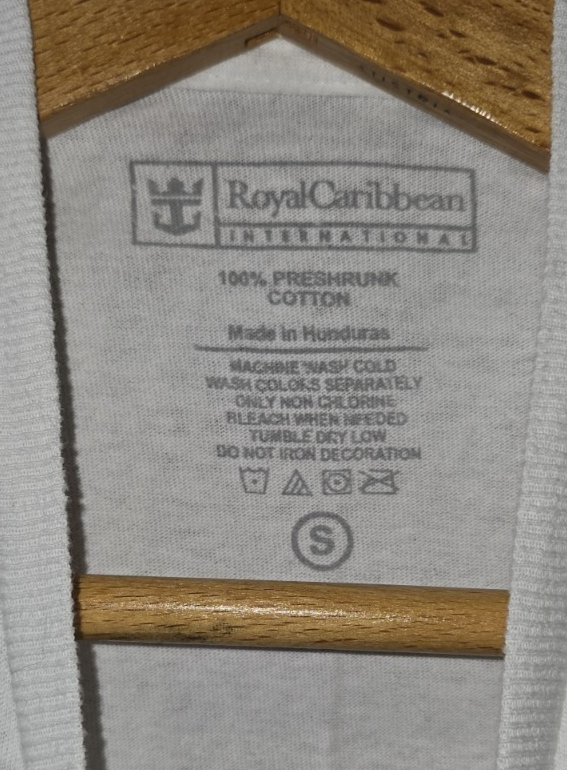 RoyalCaribbean
INTERNATIONAL
100% PRESHRUNK
COTTON
Made in Honduras
MACHINE WASH COLD
WASH COLORS SEPARATELY
ONLY NON CHLORINE
BLEACH WHEN NEEDED
TUMBLE DRY LOW
DO NOT IRON DECORATION
S